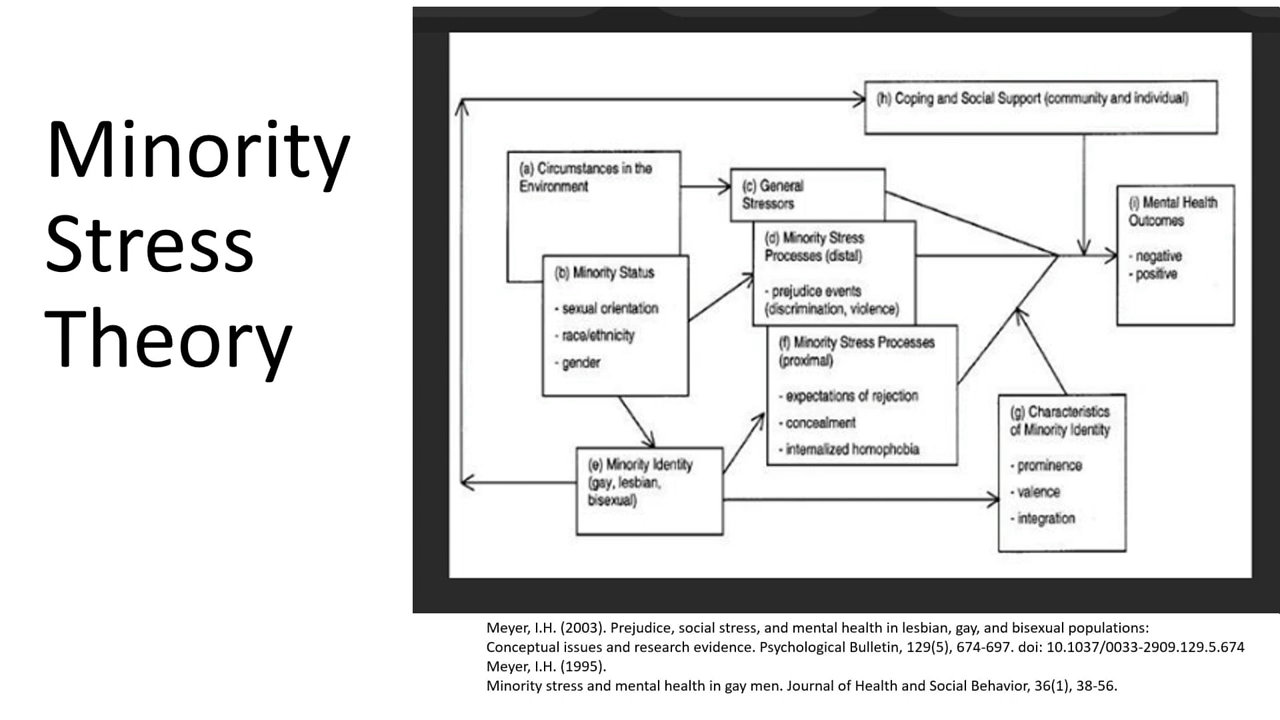 Minority
Stress
Theory
(h) Coping and Social Support (community and individual)
(a) Circumstances in the
Environment
(c) General
Stressors
(i) Mental Health
Outcomes
- negative
- positive
(d) Minority Stress
Processes (distal)
- prejudice events
(discrimination, violence)
(b) Minority Status
- sexual orientation
- race/ethnicity
- gender
(f) Minority Stress Processes
(proximal)
- expectations of rejection
- concealment
- internalized homophobia
(g) Characteristics
of Minority Identity
- prominence
- valence
- integration
(e) Minority Identity
(gay, lesbian,
bisexual)
Meyer, I.H. (2003). Prejudice, social stress, and mental health in lesbian, gay, and bisexual populations:
Conceptual issues and research evidence. Psychological Bulletin, 129(5), 674-697. doi: 10.1037/0033-2909.129.5.674
Meyer, I.H. (1995).
Minority stress and mental health in gay men. Journal of Health and Social Behavior, 36(1), 38-56.